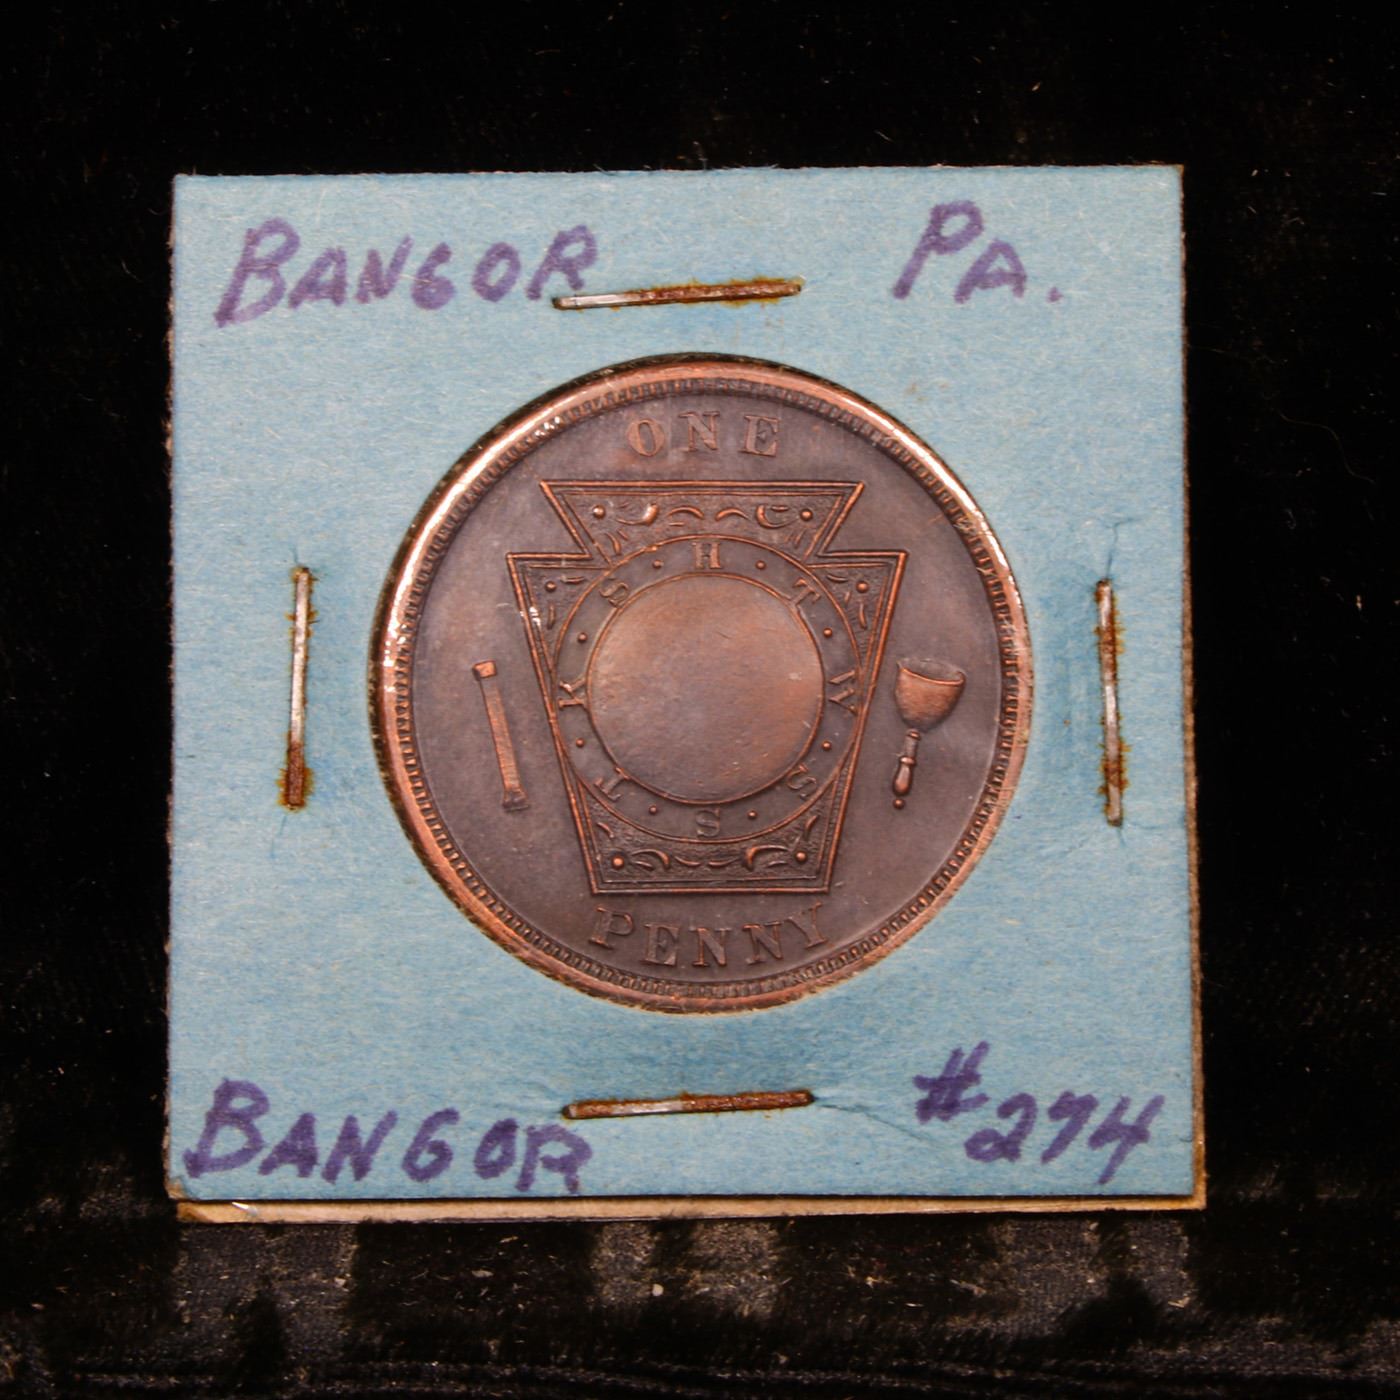 BANGOR PA.
ONE
H · T · W · S · S · T · K · S ·
PENNY
BANGOR #274